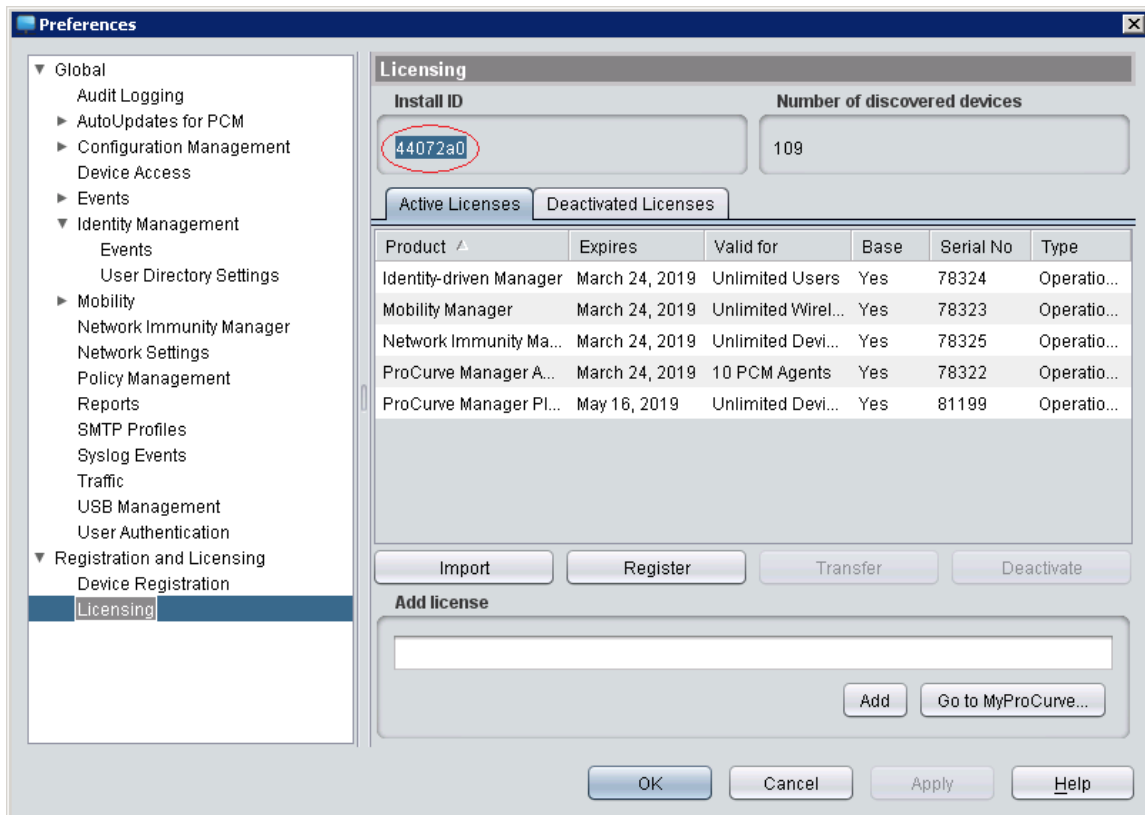 Preferences
Global
Audit Logging
AutoUpdates for PCM
Configuration Management
Device Access
Events
Identity Management
Events
User Directory Settings
Mobility
Network Immunity Manager
Network Settings
Policy Management
Reports
SMTP Profiles
Syslog Events
Traffic
USB Management
User Authentication
Registration and Licensing
Device Registration
Licensing
Licensing
Install ID Number of discovered devices
44072a0 109
Active Licenses Deactivated Licenses
Product Expires Valid for Base Serial No Type
Identity-driven Manager March 24, 2019 Unlimited Users Yes 78324 Operatio...
Mobility Manager March 24, 2019 Unlimited Wirel... Yes 78323 Operatio...
Network Immunity Ma... March 24, 2019 Unlimited Devi... Yes 78325 Operatio...
ProCurve Manager A... March 24, 2019 10 PCM Agents Yes 78322 Operatio...
ProCurve Manager Pl... May 16, 2019 Unlimited Devi... Yes 81199 Operatio...
Import Register Transfer Deactivate
Add license
Add Go to MyProCurve...
OK Cancel Apply Help